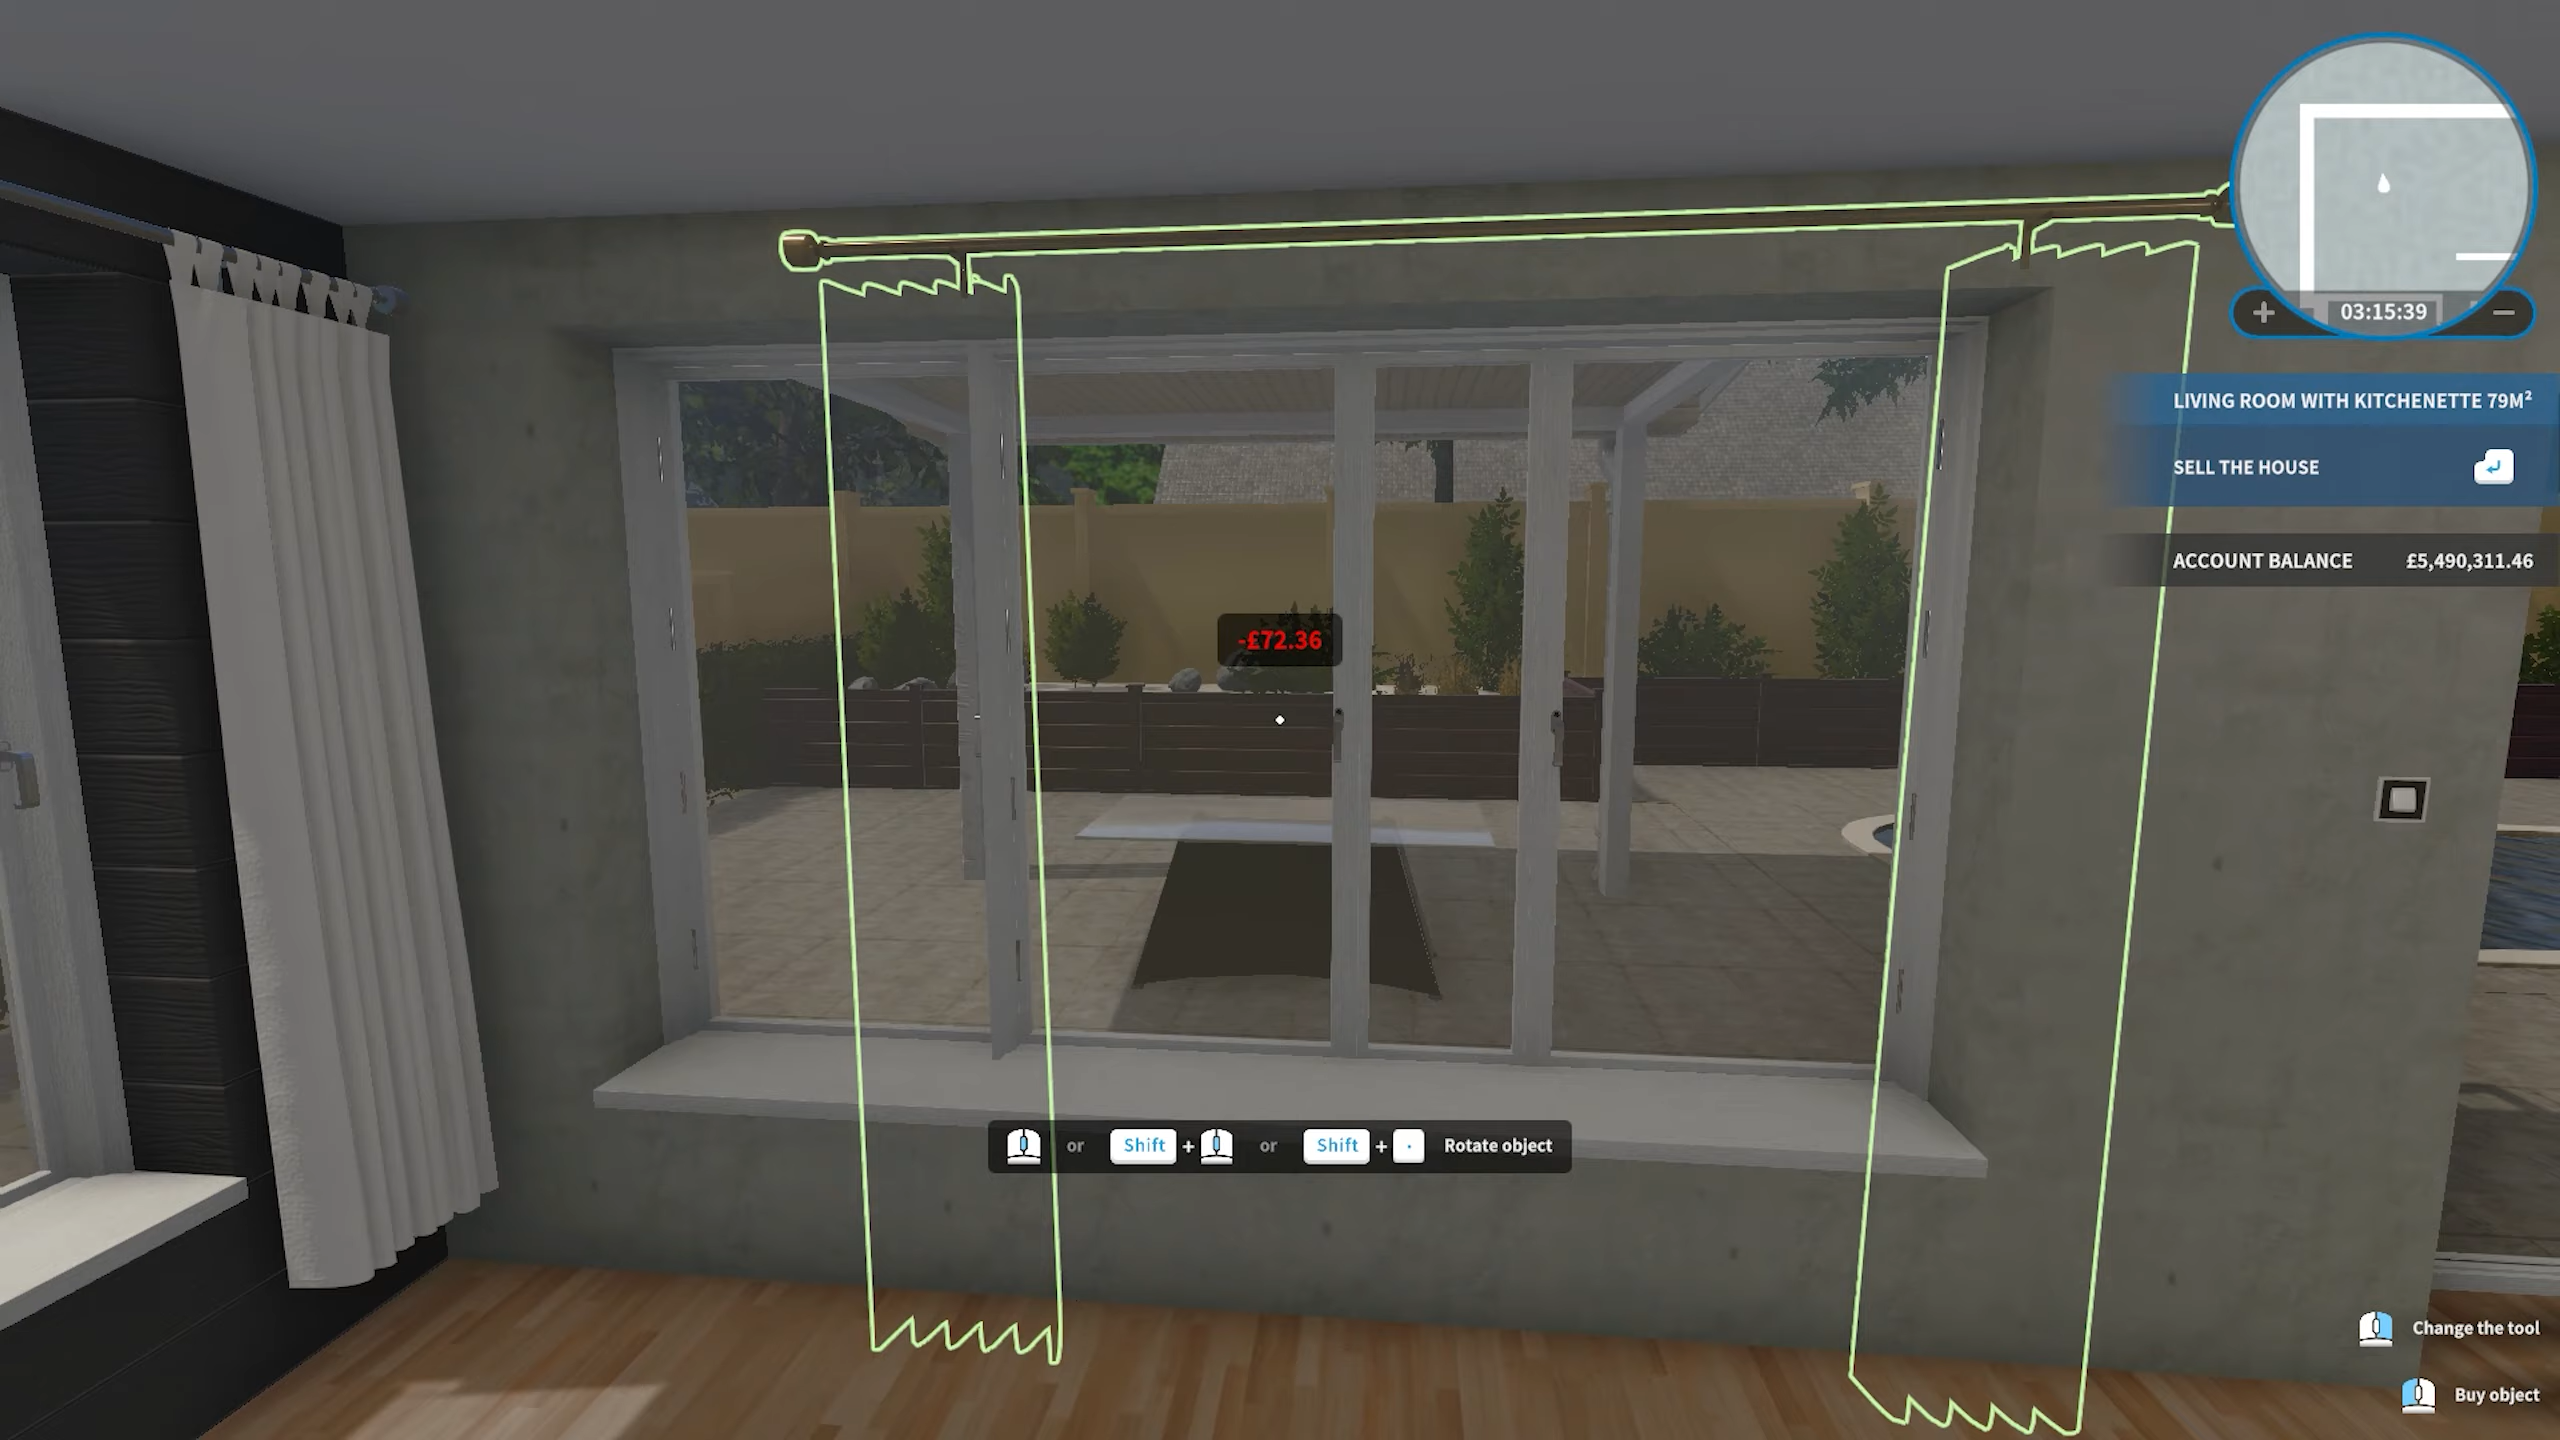 03:15:39
LIVING ROOM WITH KITCHENETTE 79M²
SELL THE HOUSE
ACCOUNT BALANCE £5,490,311.46
-£72.36
or Shift + or Shift + · Rotate object
Change the tool
Buy object